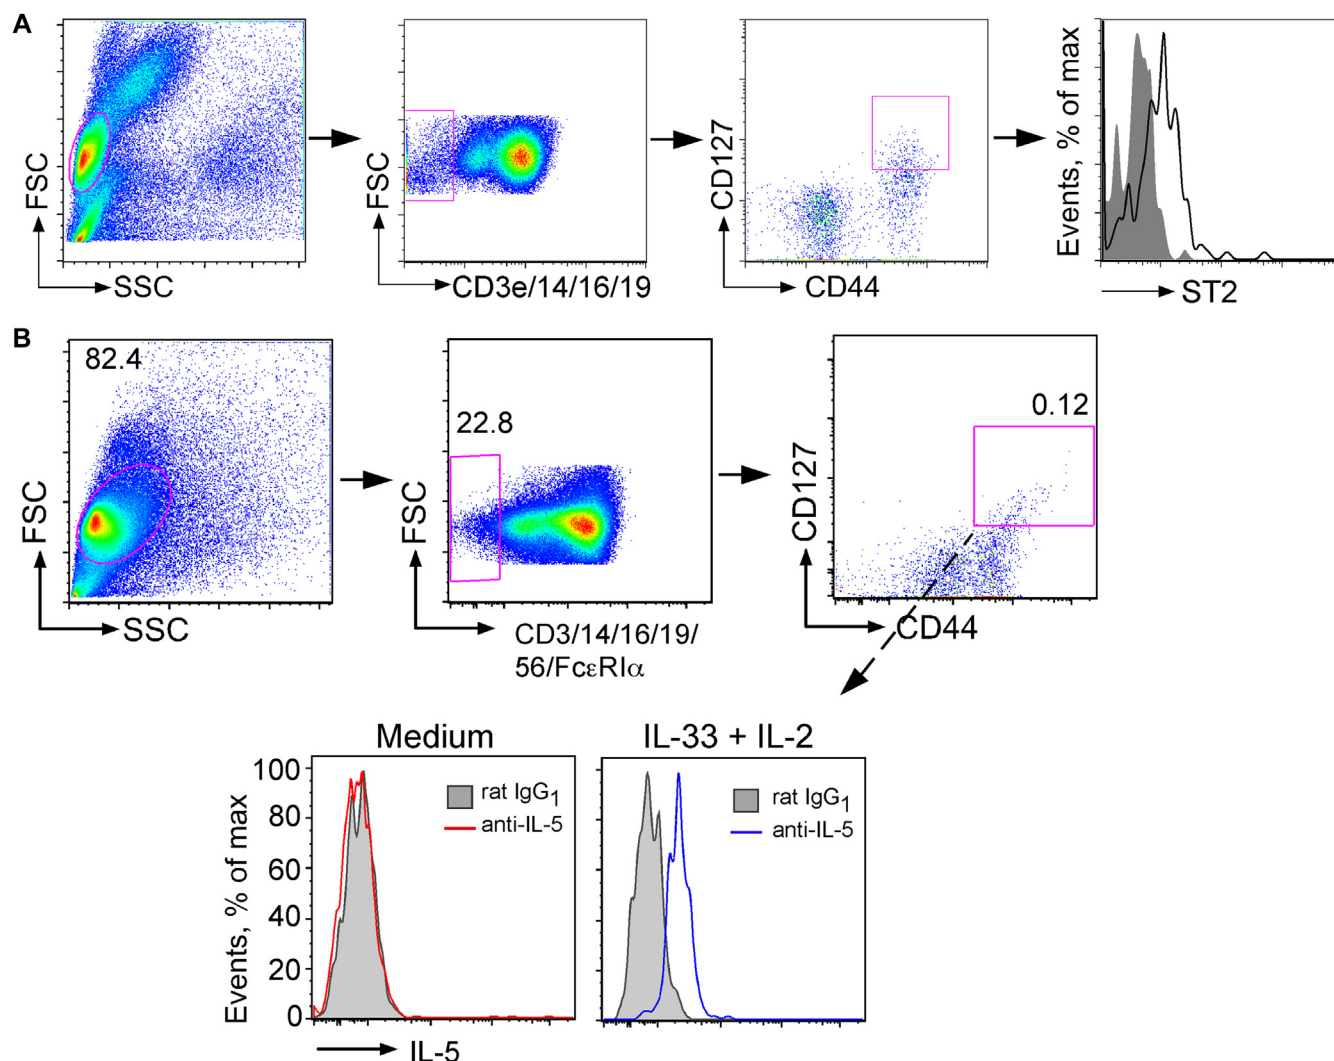 A
FSC
SSC
FSC
CD3e/14/16/19
CD127
CD44
Events, % of max
ST2
B
82.4
FSC
SSC
22.8
FSC
CD3/14/16/19/
56/FcεRIα
0.12
CD127
CD44
Medium
Events, % of max
100
80
60
40
20
0
rat IgG1
anti-IL-5
IL-5
IL-33 + IL-2
rat IgG1
anti-IL-5